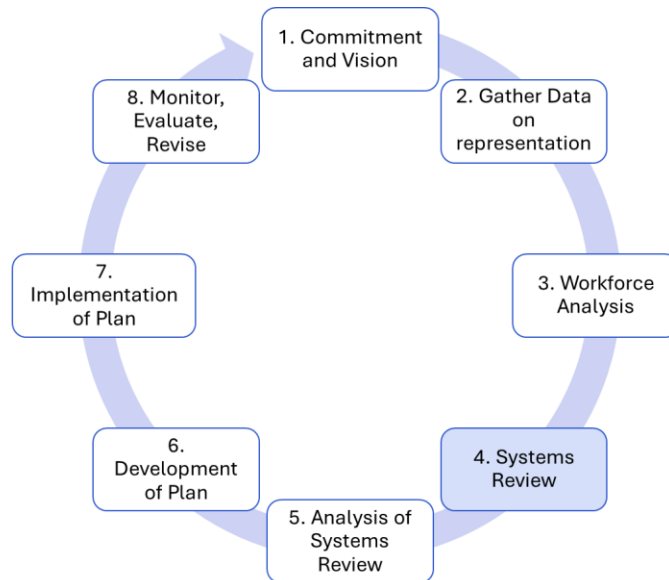 1. Commitment
and Vision
2. Gather Data
on
representation
3. Workforce
Analysis
4. Systems
Review
5. Analysis of
Systems
Review
6.
Development
of Plan
7.
Implementation
of Plan
8. Monitor,
Evaluate,
Revise